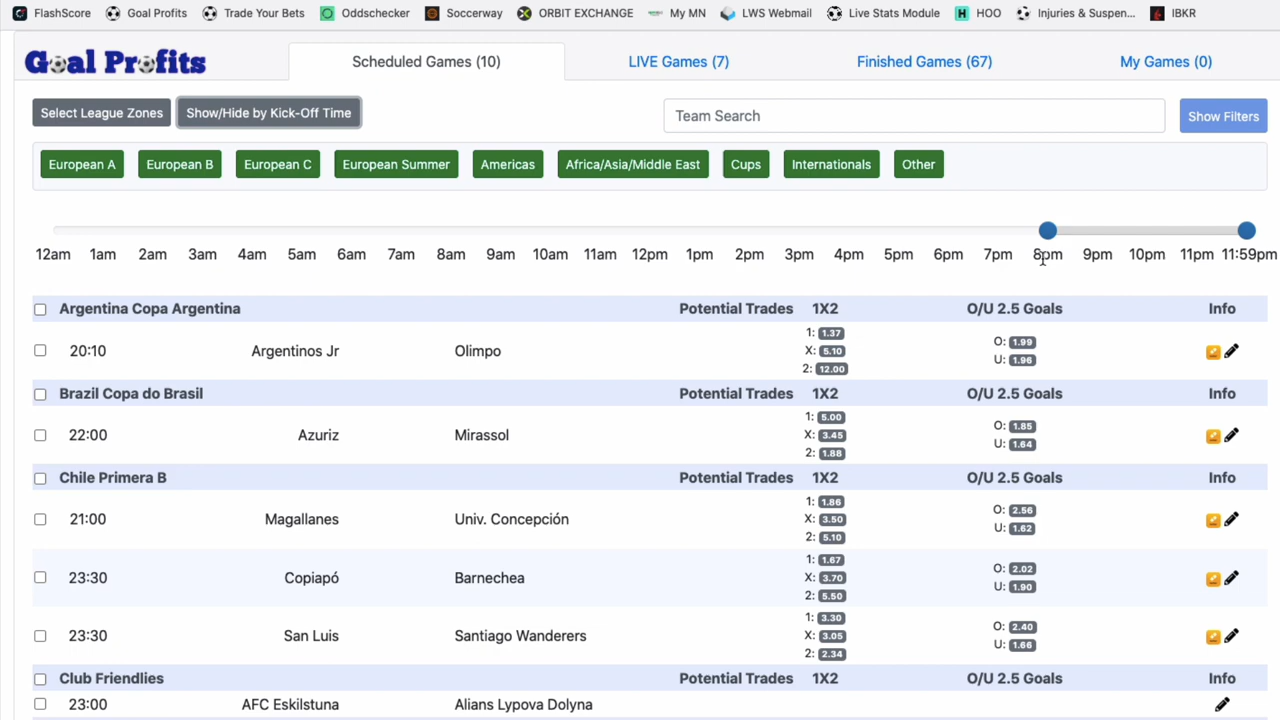 FlashScore Goal Profits Trade Your Bets Oddschecker Soccerway ORBIT EXCHANGE My MN LWS Webmail Live Stats Module HOO Injuries & Suspen... IBKR
Goal Profits Scheduled Games (10) LIVE Games (7) Finished Games (67) My Games (0)
Select League Zones Show/Hide by Kick-Off Time Team Search Show Filters
European A European B European C European Summer Americas Africa/Asia/Middle East Cups Internationals Other
12am 1am 2am 3am 4am 5am 6am 7am 8am 9am 10am 11am 12pm 1pm 2pm 3pm 4pm 5pm 6pm 7pm 8pm 9pm 10pm 11pm 11:59pm
Argentina Copa Argentina Potential Trades 1X2 O/U 2.5 Goals Info
1: 1.37
20:10 Argentinos Jr Olimpo X: 5.10 O: 1.99
2: 12.00 U: 1.96
Brazil Copa do Brasil Potential Trades 1X2 O/U 2.5 Goals Info
1: 5.00
22:00 Azuriz Mirassol X: 3.45 O: 1.85
2: 1.88 U: 1.64
Chile Primera B Potential Trades 1X2 O/U 2.5 Goals Info
1: 1.86
21:00 Magallanes Univ. Concepción X: 3.50 O: 2.56
2: 5.10 U: 1.62
1: 1.67
23:30 Copiapó Barnechea X: 3.70 O: 2.02
2: 5.50 U: 1.90
1: 3.30
23:30 San Luis Santiago Wanderers X: 3.05 O: 2.40
2: 2.34 U: 1.66
Club Friendlies Potential Trades 1X2 O/U 2.5 Goals Info
23:00 AFC Eskilstuna Alians Lypova Dolyna